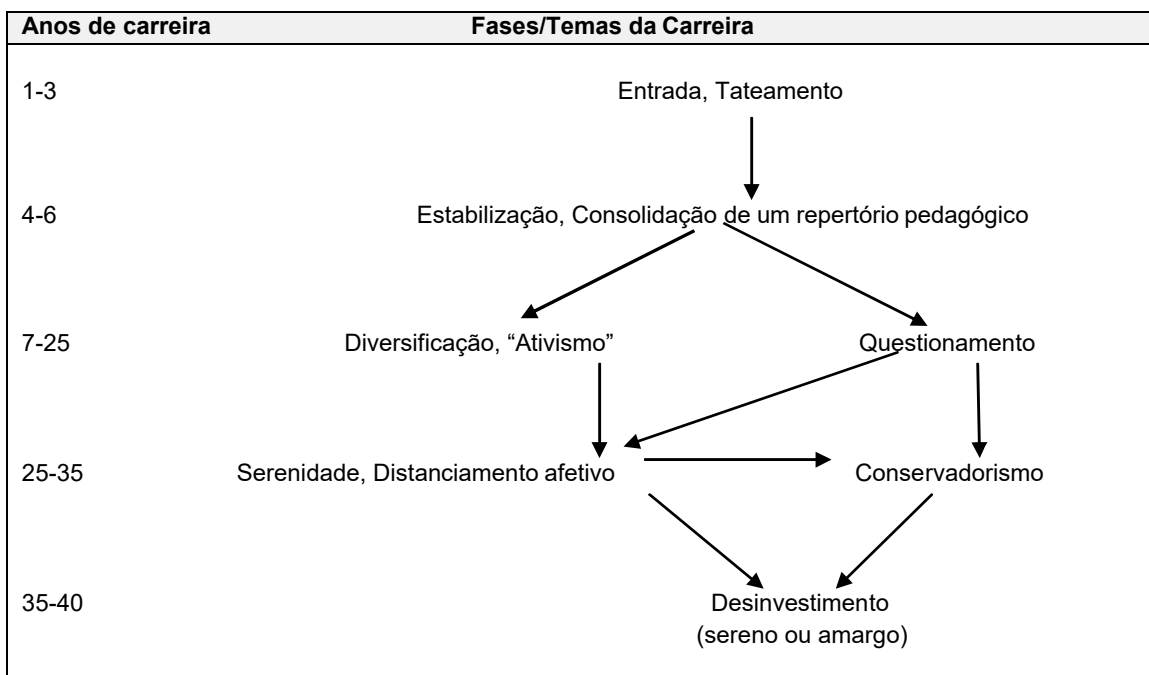 Anos de carreira Fases/Temas da Carreira
1-3 Entrada, Tateamento
4-6 Estabilização, Consolidação de um repertório pedagógico
7-25 Diversificação, “Ativismo” Questionamento
25-35 Serenidade, Distanciamento afetivo Conservadorismo
35-40 Desinvestimento
(sereno ou amargo)